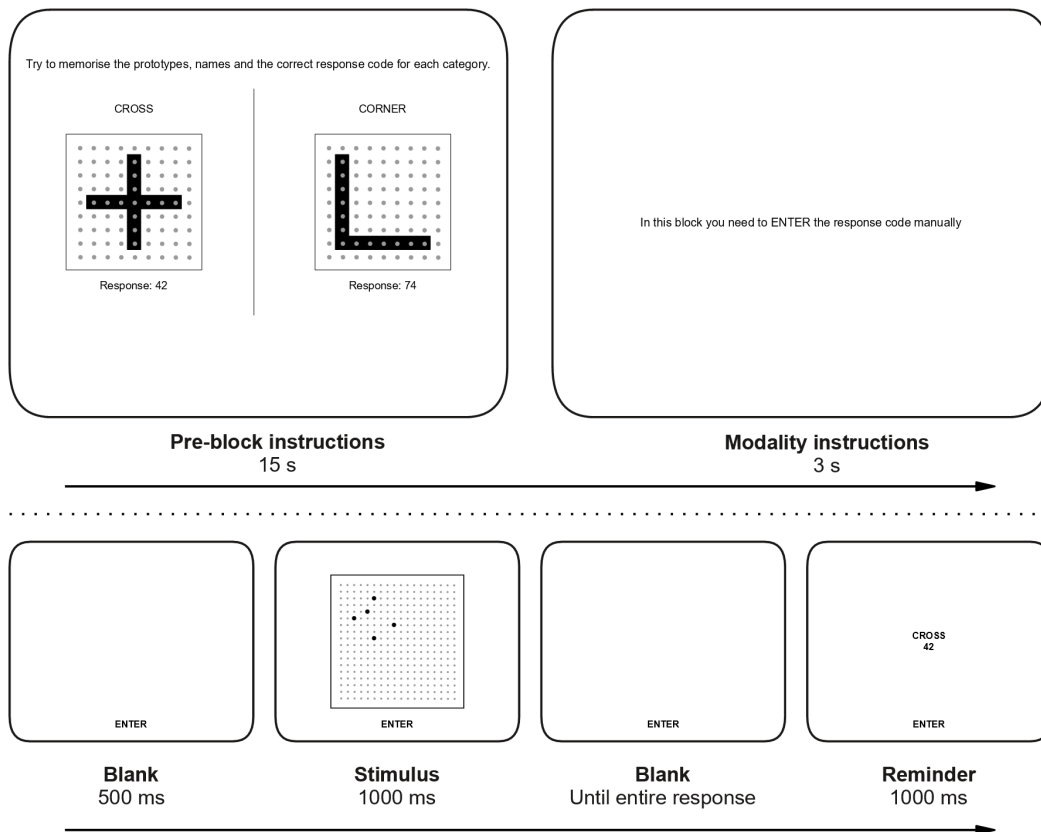 Try to memorise the prototypes, names and the correct response code for each category.
CROSS
CORNER
Response: 42
Response: 74
In this block you need to ENTER the response code manually
Pre-block instructions
15 s
Modality instructions
3 s
ENTER
ENTER
ENTER
CROSS
42
ENTER
Blank
500 ms
Stimulus
1000 ms
Blank
Until entire response
Reminder
1000 ms